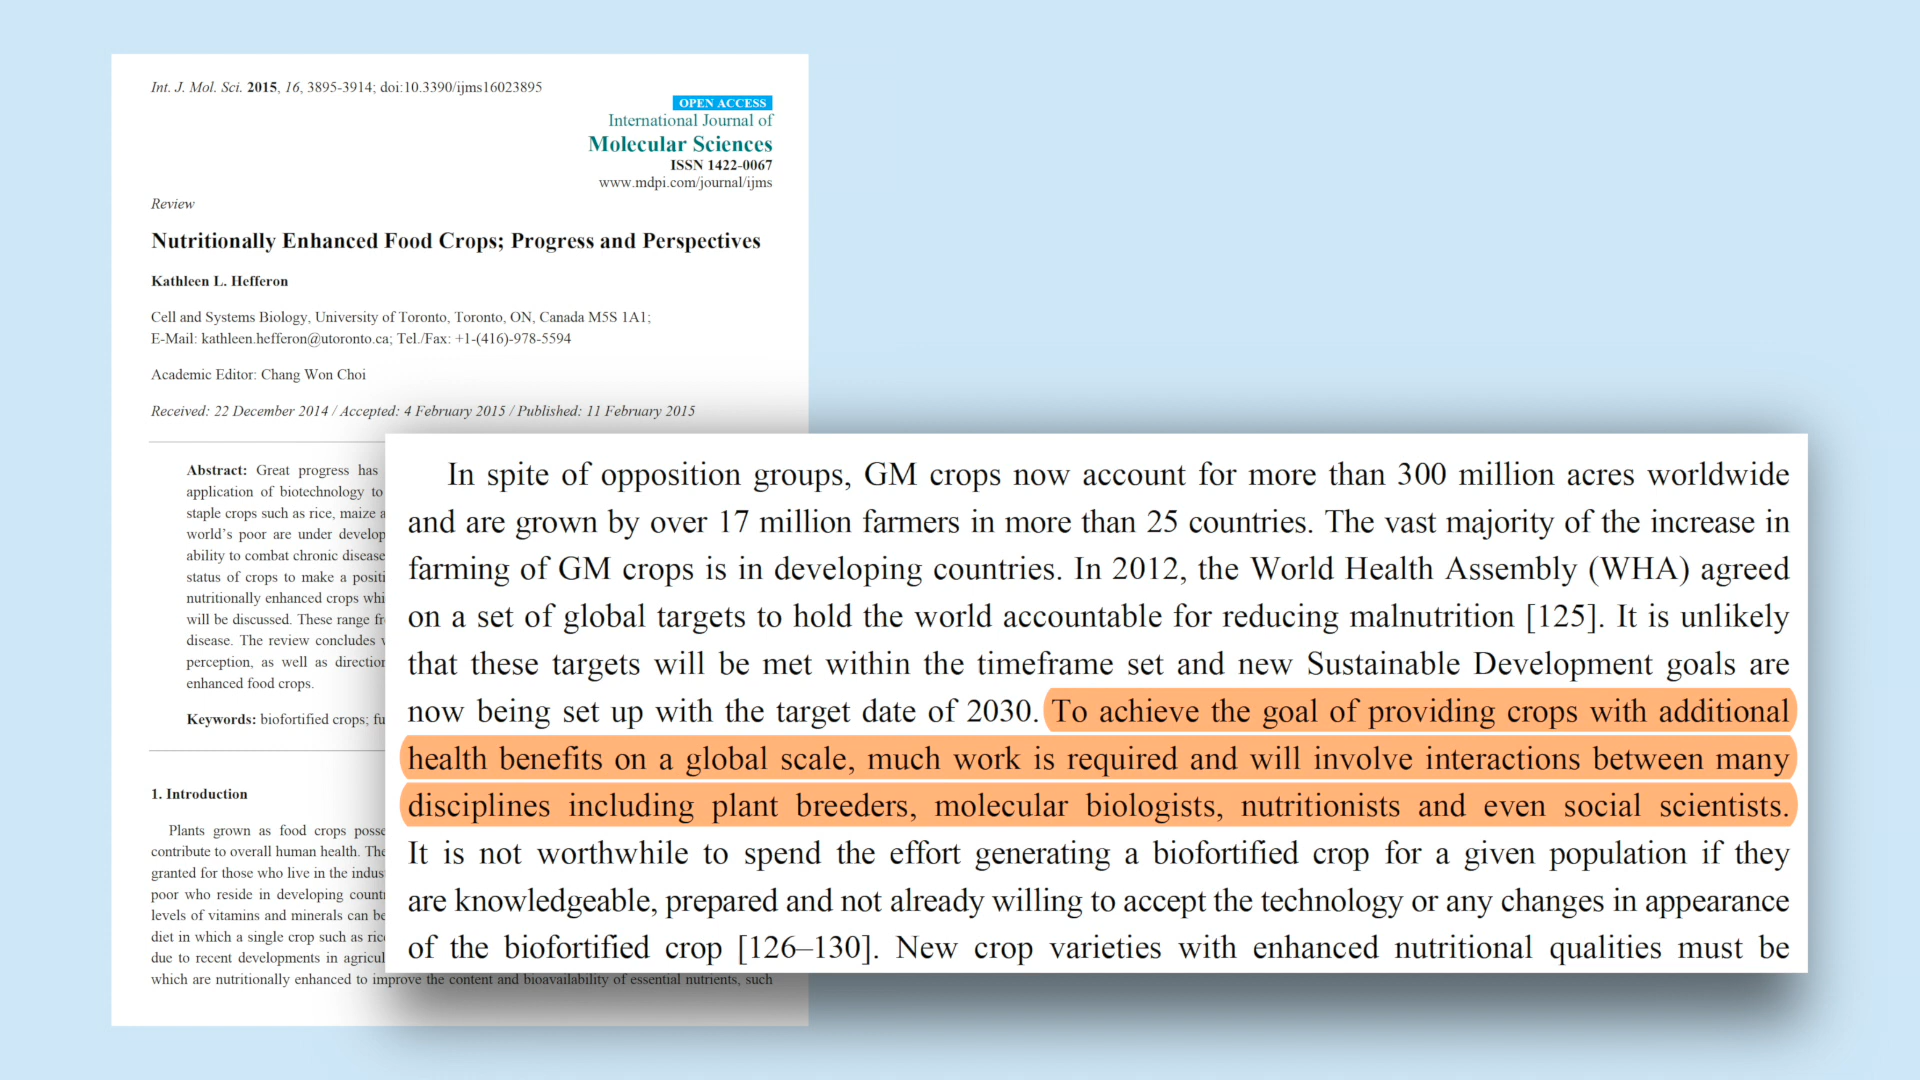 Int. J. Mol. Sci. 2015, 16, 3895-3914; doi:10.3390/ijms16023895
OPEN ACCESS
International Journal of
Molecular Sciences
ISSN 1422-0067
www.mdpi.com/journal/ijms
Review
Nutritionally Enhanced Food Crops; Progress and Perspectives
Kathleen L. Hefferon
Cell and Systems Biology, University of Toronto, Toronto, ON, Canada M5S 1A1;
E-Mail: kathleen.hefferon@utoronto.ca; Tel./Fax: +1-(416)-978-5594
Academic Editor: Chang Won Choi
Received: 22 December 2014 / Accepted: 4 February 2015 / Published: 11 February 2015
Abstract: Great progress has
application of biotechnology to
staple crops such as rice, maize
world's poor are under
ability to combat chronic disease
status of crops to make a
nutritionally enhanced crops
will be discussed. These range
disease. The review concludes
perception, as well as
enhanced food crops.
Keywords: biofortified crops;
1. Introduction
Plants grown as food crops
contribute to overall human health.
granted for those who live in the
poor who reside in developing
levels of vitamins and minerals can be
diet in which a single crop such as
due to recent developments in
which are nutritionally enhanced to improve the content and bioavailability of essential nutrients, such
In spite of opposition groups, GM crops now account for more than 300 million acres worldwide
and are grown by over 17 million farmers in more than 25 countries. The vast majority of the increase in
farming of GM crops is in developing countries. In 2012, the World Health Assembly (WHA) agreed
on a set of global targets to hold the world accountable for reducing malnutrition [125]. It is unlikely
that these targets will be met within the timeframe set and new Sustainable Development goals are
now being set up with the target date of 2030. To achieve the goal of providing crops with additional
health benefits on a global scale, much work is required and will involve interactions between many
disciplines including plant breeders, molecular biologists, nutritionists and even social scientists.
It is not worthwhile to spend the effort generating a biofortified crop for a given population if they
are knowledgeable, prepared and not already willing to accept the technology or any changes in appearance
of the biofortified crop [126–130]. New crop varieties with enhanced nutritional qualities must be